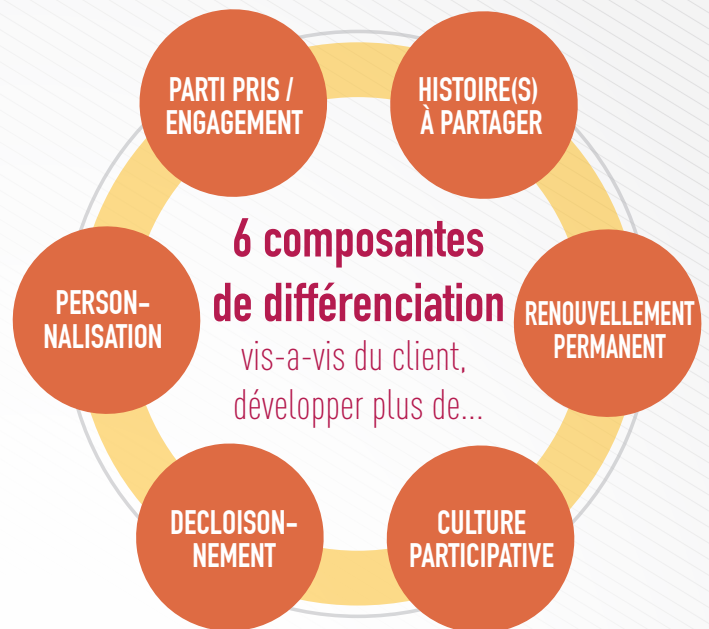 PARTI PRIS /
ENGAGEMENT
HISTOIRE(S)
À PARTAGER
6 composantes
de différenciation
vis-a-vis du client,
développer plus de...
PERSON-
NALISATION
RENOUVELLEMENT
PERMANENT
DECLOISON-
NEMENT
CULTURE
PARTICIPATIVE